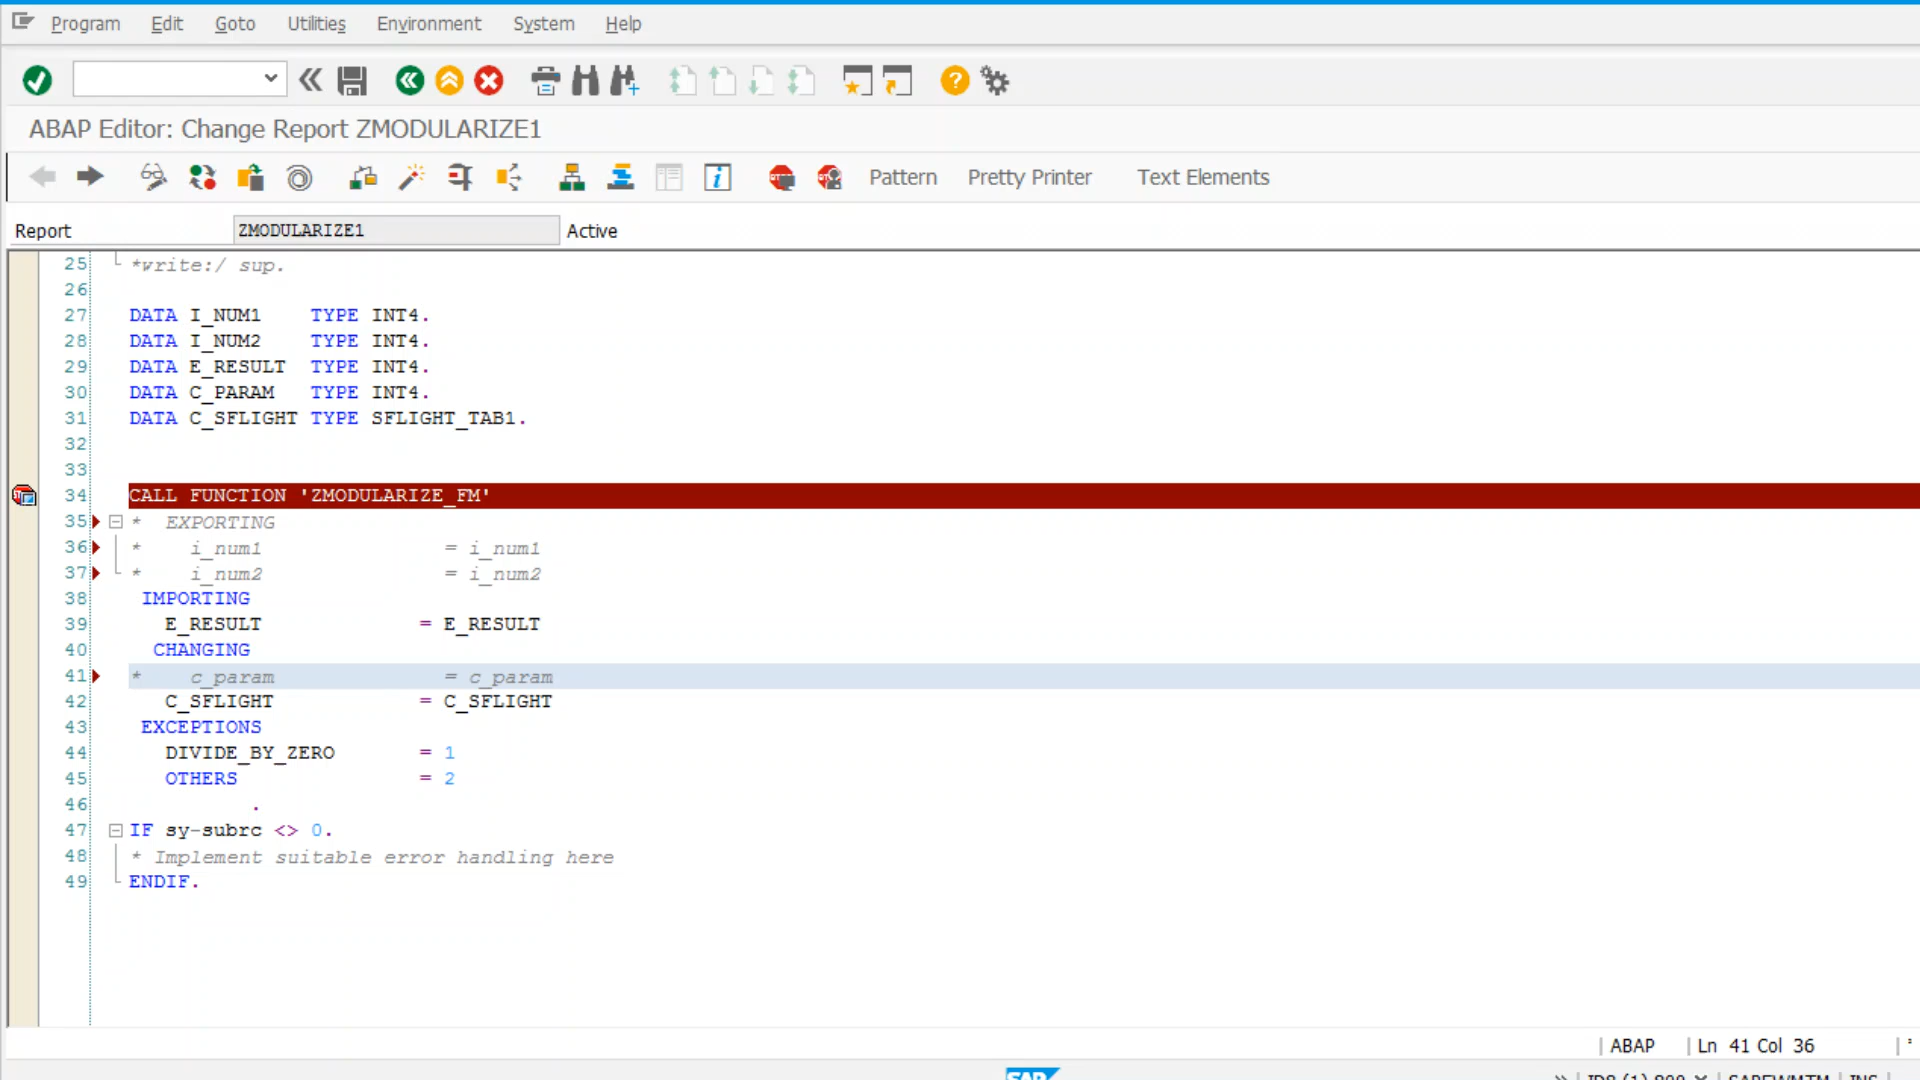 Program Edit Goto Utilities Environment System Help
ABAP Editor: Change Report ZMODULARIZE1
Pattern Pretty Printer Text Elements
Report ZMODULARIZE1 Active
25 *write:/ sup.
26
27 DATA I_NUM1 TYPE INT4.
28 DATA I_NUM2 TYPE INT4.
29 DATA E_RESULT TYPE INT4.
30 DATA C_PARAM TYPE INT4.
31 DATA C_SFLIGHT TYPE SFLIGHT_TAB1.
32
33
34 CALL FUNCTION 'ZMODULARIZE_FM'
35 * EXPORTING
36 * i_num1 = i_num1
37 * i_num2 = i_num2
38 IMPORTING
39 E_RESULT = E_RESULT
40 CHANGING
41 * c_param = c_param
42 C_SFLIGHT = C_SFLIGHT
43 EXCEPTIONS
44 DIVIDE_BY_ZERO = 1
45 OTHERS = 2
46 .
47 IF sy-subrc <> 0.
48 * Implement suitable error handling here
49 ENDIF.
ABAP Ln 41 Col 36
SAP